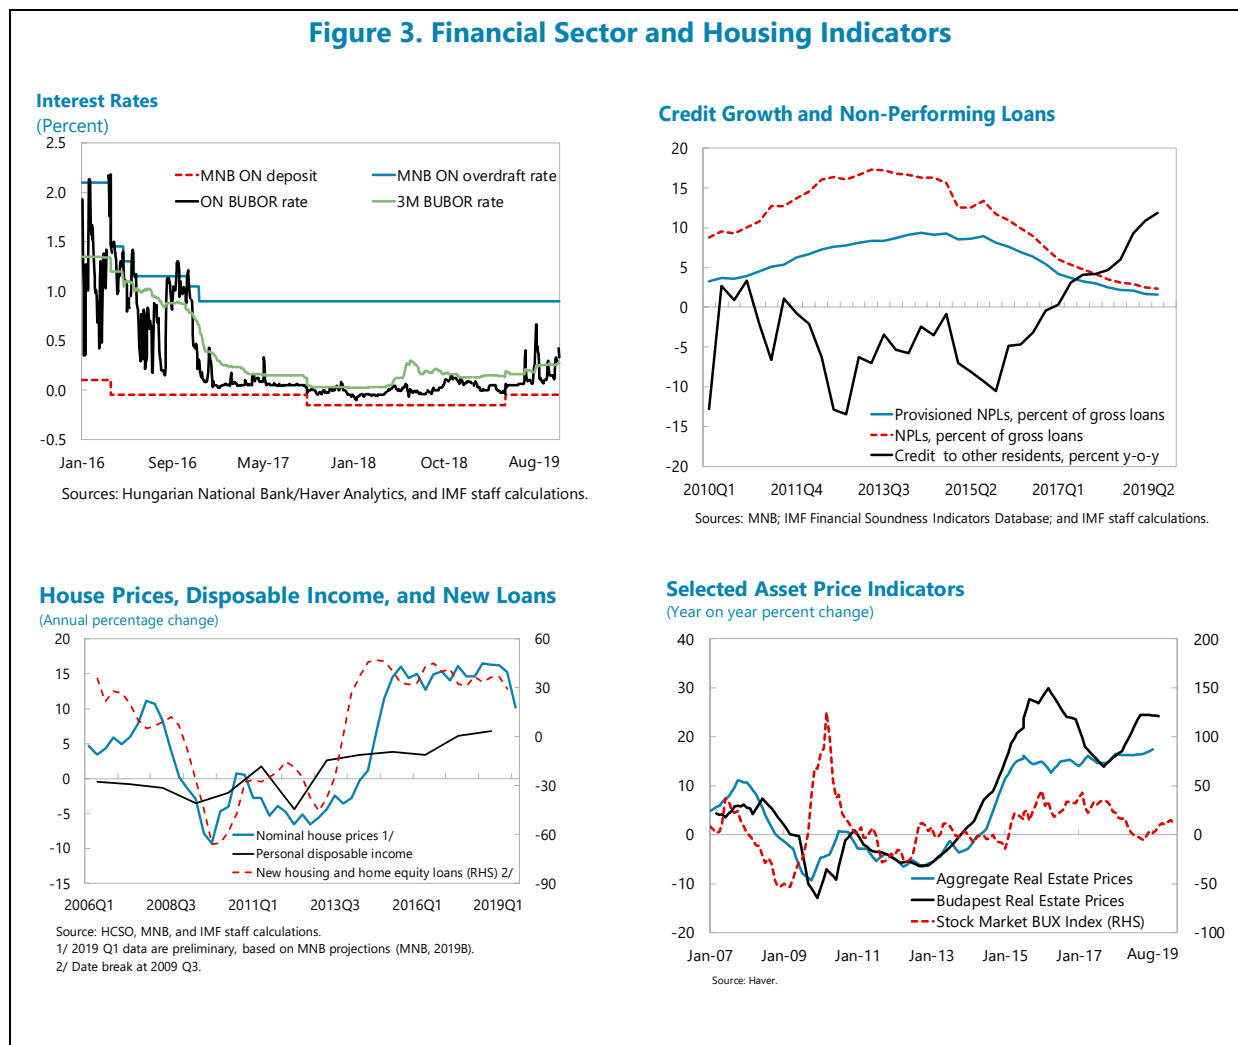 Figure 3. Financial Sector and Housing Indicators
Interest Rates
(Percent)
2.5
2.0
1.5
1.0
0.5
0.0
-0.5
MNB ON deposit
MNB ON overdraft rate
ON BUBOR rate
3M BUBOR rate
Jan-16 Sep-16 May-17 Jan-18 Oct-18 Aug-19
Sources: Hungarian National Bank/Haver Analytics, and IMF staff calculations.
Credit Growth and Non-Performing Loans
20
15
10
5
0
-5
-10
-15
-20
Provisioned NPLs, percent of gross loans
NPLs, percent of gross loans
Credit to other residents, percent y-o-y
2010Q1 2011Q4 2013Q3 2015Q2 2017Q1 2019Q2
Sources: MNB; IMF Financial Soundness Indicators Database; and IMF staff calculations.
House Prices, Disposable Income, and New Loans
(Annual percentage change)
20
15
10
5
0
-5
-10
-15
60
30
0
-30
-60
-90
Nominal house prices 1/
Personal disposable income
New housing and home equity loans (RHS) 2/
2006Q1 2008Q3 2011Q1 2013Q3 2016Q1 2019Q1
Source: HCSO, MNB, and IMF staff calculations.
1/ 2019 Q1 data are preliminary, based on MNB projections (MNB, 2019B).
2/ Date break at 2009 Q3.
Selected Asset Price Indicators
(Year on year percent change)
40
30
20
10
0
-10
-20
200
150
100
50
0
-50
-100
Aggregate Real Estate Prices
Budapest Real Estate Prices
Stock Market BUX Index (RHS)
Jan-07 Jan-09 Jan-11 Jan-13 Jan-15 Jan-17 Aug-19
Source: Haver.